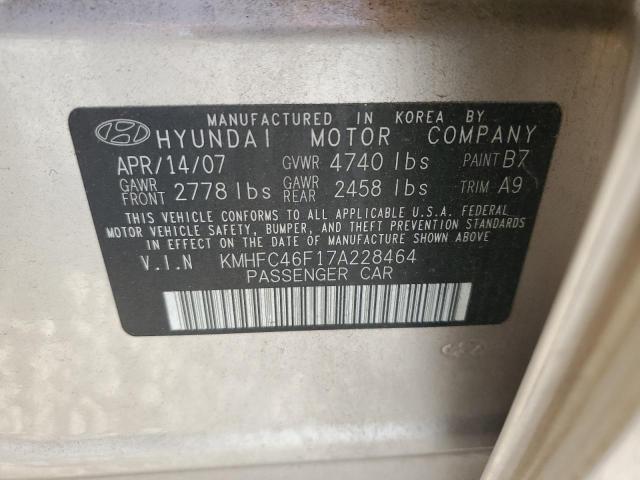 MANUFACTURED IN KOREA BY
HYUNDAI MOTOR COMPANY
APR/14/07 GVWR 4740 lbs PAINT B7
GAWR FRONT 2778 lbs GAWR REAR 2458 lbs TRIM A9
THIS VEHICLE CONFORMS TO ALL APPLICABLE U.S.A. FEDERAL
MOTOR VEHICLE SAFETY, BUMPER, AND THEFT PREVENTION STANDARDS
IN EFFECT ON THE DATE OF MANUFACTURE SHOWN ABOVE.
V.I.N KMHFC46F17A228464
PASSENGER CAR